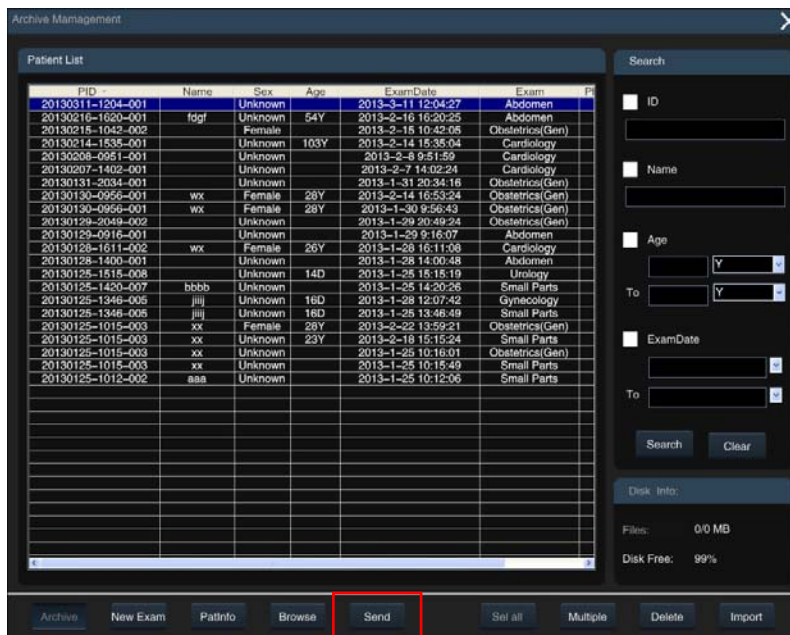 Archive Mamagement
Patient List
PID Name Sex Age ExamDate Exam
20130311-1204-001 Unknown 2013-3-11 12:04:27 Abdomen
20130216-1620-001 fdgf Unknown 54Y 2013-2-16 16:20:25 Abdomen
20130215-1042-002 Female 2013-2-15 10:42:05 Obstetrics(Gen)
20130214-1535-001 Unknown 103Y 2013-2-14 15:35:04 Cardiology
20130208-0951-001 Unknown 2013-2-8 9:51:59 Cardiology
20130207-1402-001 Unknown 2013-2-7 14:02:24 Cardiology
20130131-2034-001 Unknown 2013-1-31 20:34:16 Obstetrics(Gen)
20130130-0956-001 wx Female 28Y 2013-2-14 16:53:24 Obstetrics(Gen)
20130130-0956-001 wx Female 28Y 2013-1-30 9:56:43 Obstetrics(Gen)
20130129-2049-002 Unknown 2013-1-29 20:49:24 Obstetrics(Gen)
20130129-0916-001 Unknown 2013-1-29 9:16:07 Abdomen
20130128-1611-002 wx Female 26Y 2013-1-28 16:11:08 Cardiology
20130128-1400-001 Unknown 2013-1-28 14:00:48 Abdomen
20130125-1515-008 Unknown 14D 2013-1-25 15:15:19 Urology
20130125-1420-007 bbbb Unknown 2013-1-25 14:20:26 Small Parts
20130125-1346-005 jiiij Unknown 16D 2013-1-28 12:07:42 Gynecology
20130125-1346-005 jiiij Unknown 16D 2013-1-25 13:46:49 Small Parts
20130125-1015-003 xx Female 28Y 2013-2-22 13:59:21 Obstetrics(Gen)
20130125-1015-003 xx Unknown 23Y 2013-2-18 15:15:24 Small Parts
20130125-1015-003 xx Unknown 2013-1-25 10:16:01 Obstetrics(Gen)
20130125-1015-003 xx Unknown 2013-1-25 10:15:49 Small Parts
20130125-1012-002 aaa Unknown 2013-1-25 10:12:06 Small Parts
Search
ID
Name
Age
Y
To Y
ExamDate
To
Search Clear
Disk Info:
Files: 0/0 MB
Disk Free: 99%
Archive New Exam PatInfo Browse Send Sel all Multiple Delete Import